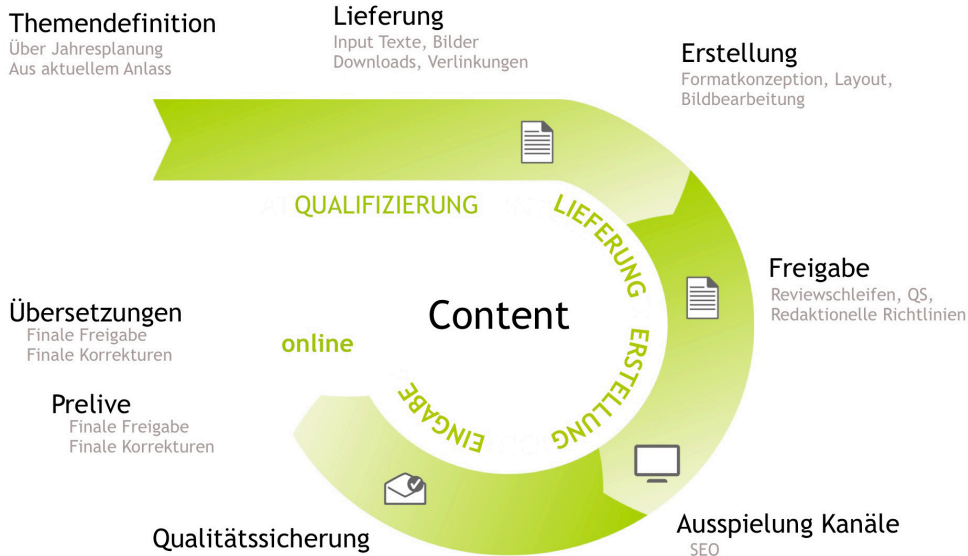 Themendefinition
Über Jahresplanung
Aus aktuellem Anlass
Lieferung
Input Texte, Bilder
Downloads, Verlinkungen
Erstellung
Formatkonzeption, Layout,
Bildbearbeitung
QUALIFIZIERUNG
LIEFERUNG
ERSTELLUNG
EINGABE
online
Content
Freigabe
Reviewschleifen, QS,
Redaktionelle Richtlinien
Übersetzungen
Finale Freigabe
Finale Korrekturen
Prelive
Finale Freigabe
Finale Korrekturen
Qualitätssicherung
Ausspielung Kanäle
SEO